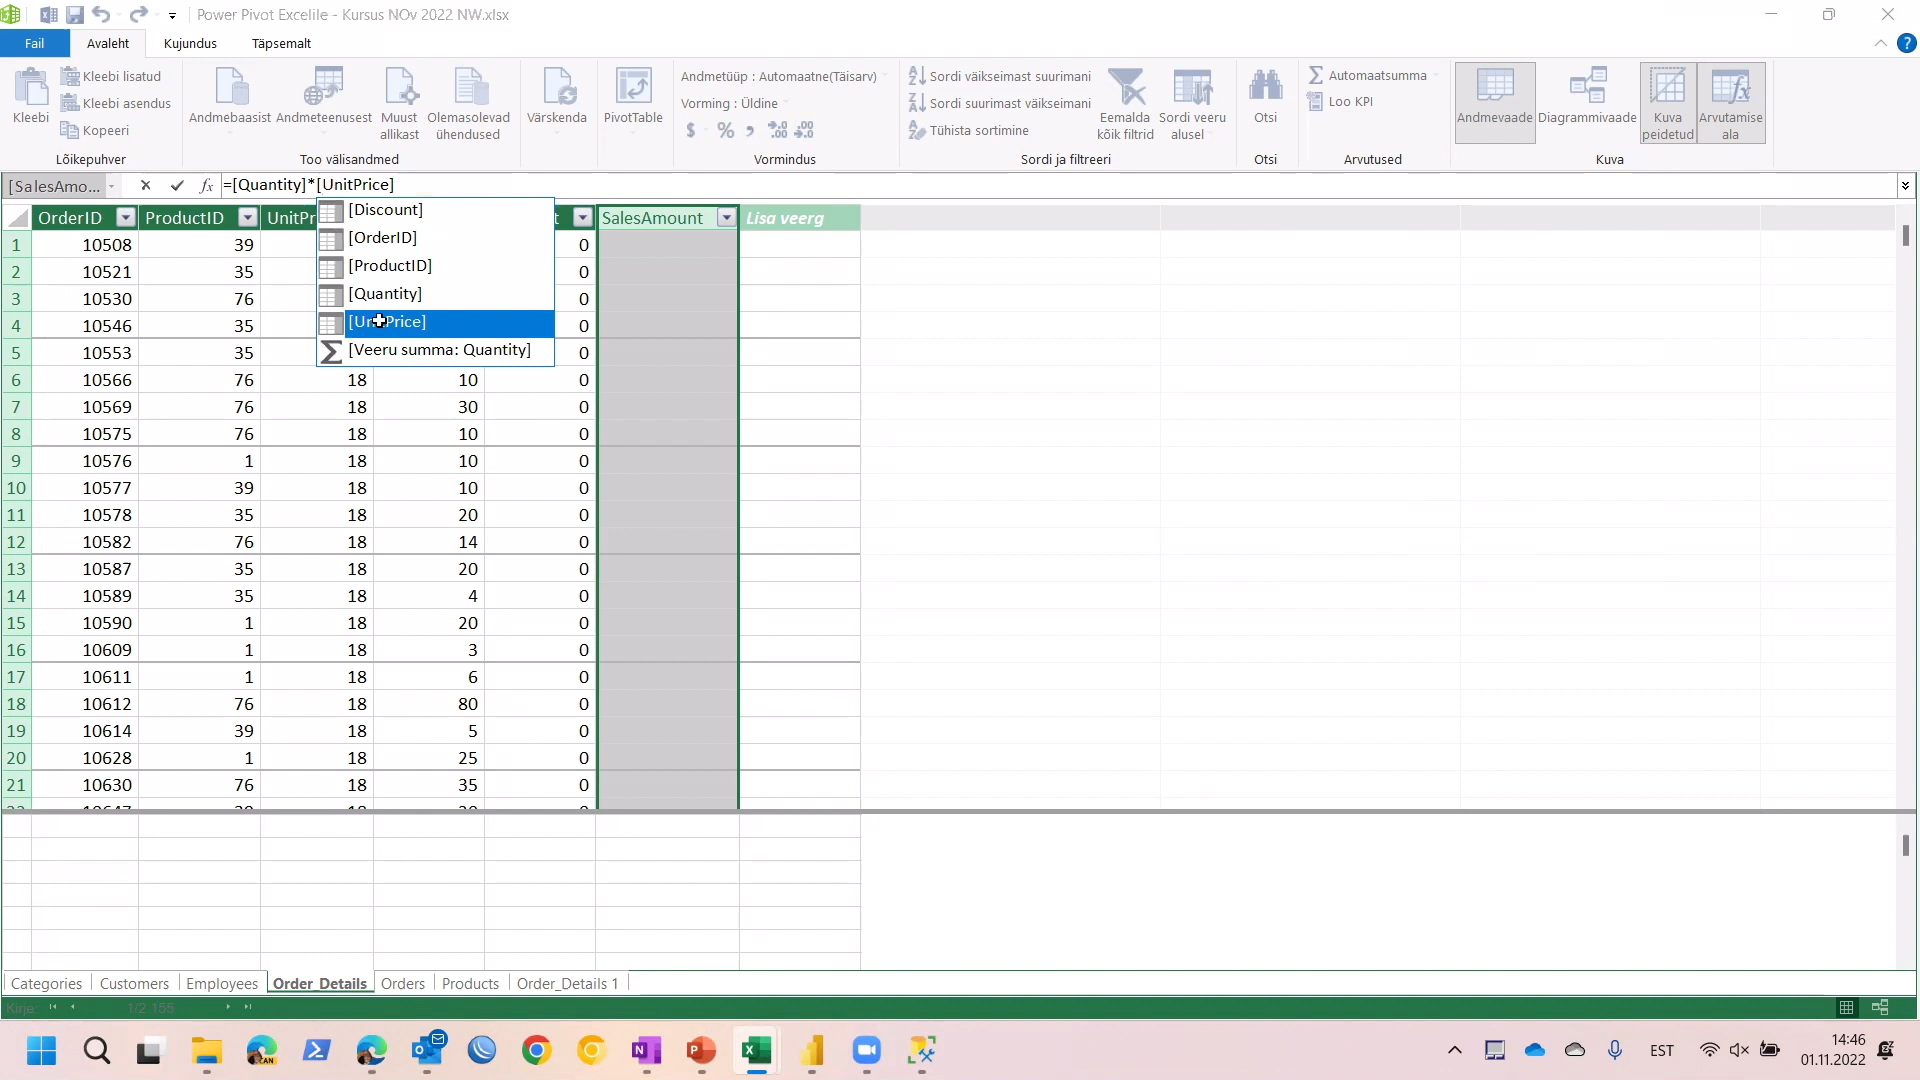 Power Pivot Excelile - Kursus NOv 2022 NW.xlsx
Fail Avaleht Kujundus Täpsemalt
Kleebi
Kleebi lisatud
Kleebi asendus
Kopeeri
Lõikepuhver
Andmebaasist
Andmeteenusest
Muust
allikast
Olemasolevad
ühendused
Too välisandmed
Värskenda
PivotTable
Andmetüüp : Automaatne(Täisarv)
Vorming : Üldine
$ % , .00 .00
Vormindus
Sordi väikseimast suurimani
Sordi suurimast väikseimani
Tühista sortimine
Eemalda
kõik filtrid
Sordi veeru
alusel
Sordi ja filtreeri
Otsi
Otsi
Automaatsumma
Loo KPI
Arvutused
Andmevaade
Diagrammivaade
Kuva
peidetud
Arvutamise
ala
Kuva
[SalesAmo... fx =[Quantity]*[UnitPrice]
[Discount]
[OrderID]
[ProductID]
[Quantity]
[UnitPrice]
[Veeru summa: Quantity]
OrderID ProductID UnitPr t SalesAmount Lisa veerg
1 10508 39 0
2 10521 35 0
3 10530 76 0
4 10546 35 0
5 10553 35 0
6 10566 76 18 10 0
7 10569 76 18 30 0
8 10575 76 18 10 0
9 10576 1 18 10 0
10 10577 39 18 10 0
11 10578 35 18 20 0
12 10582 76 18 14 0
13 10587 35 18 20 0
14 10589 35 18 4 0
15 10590 1 18 20 0
16 10609 1 18 3 0
17 10611 1 18 6 0
18 10612 76 18 80 0
19 10614 39 18 5 0
20 10628 1 18 25 0
21 10630 76 18 35 0
Categories Customers Employees Order_Details Orders Products Order_Details 1
Kirje: 1/2 155
CAN
EST
14:46
01.11.2022